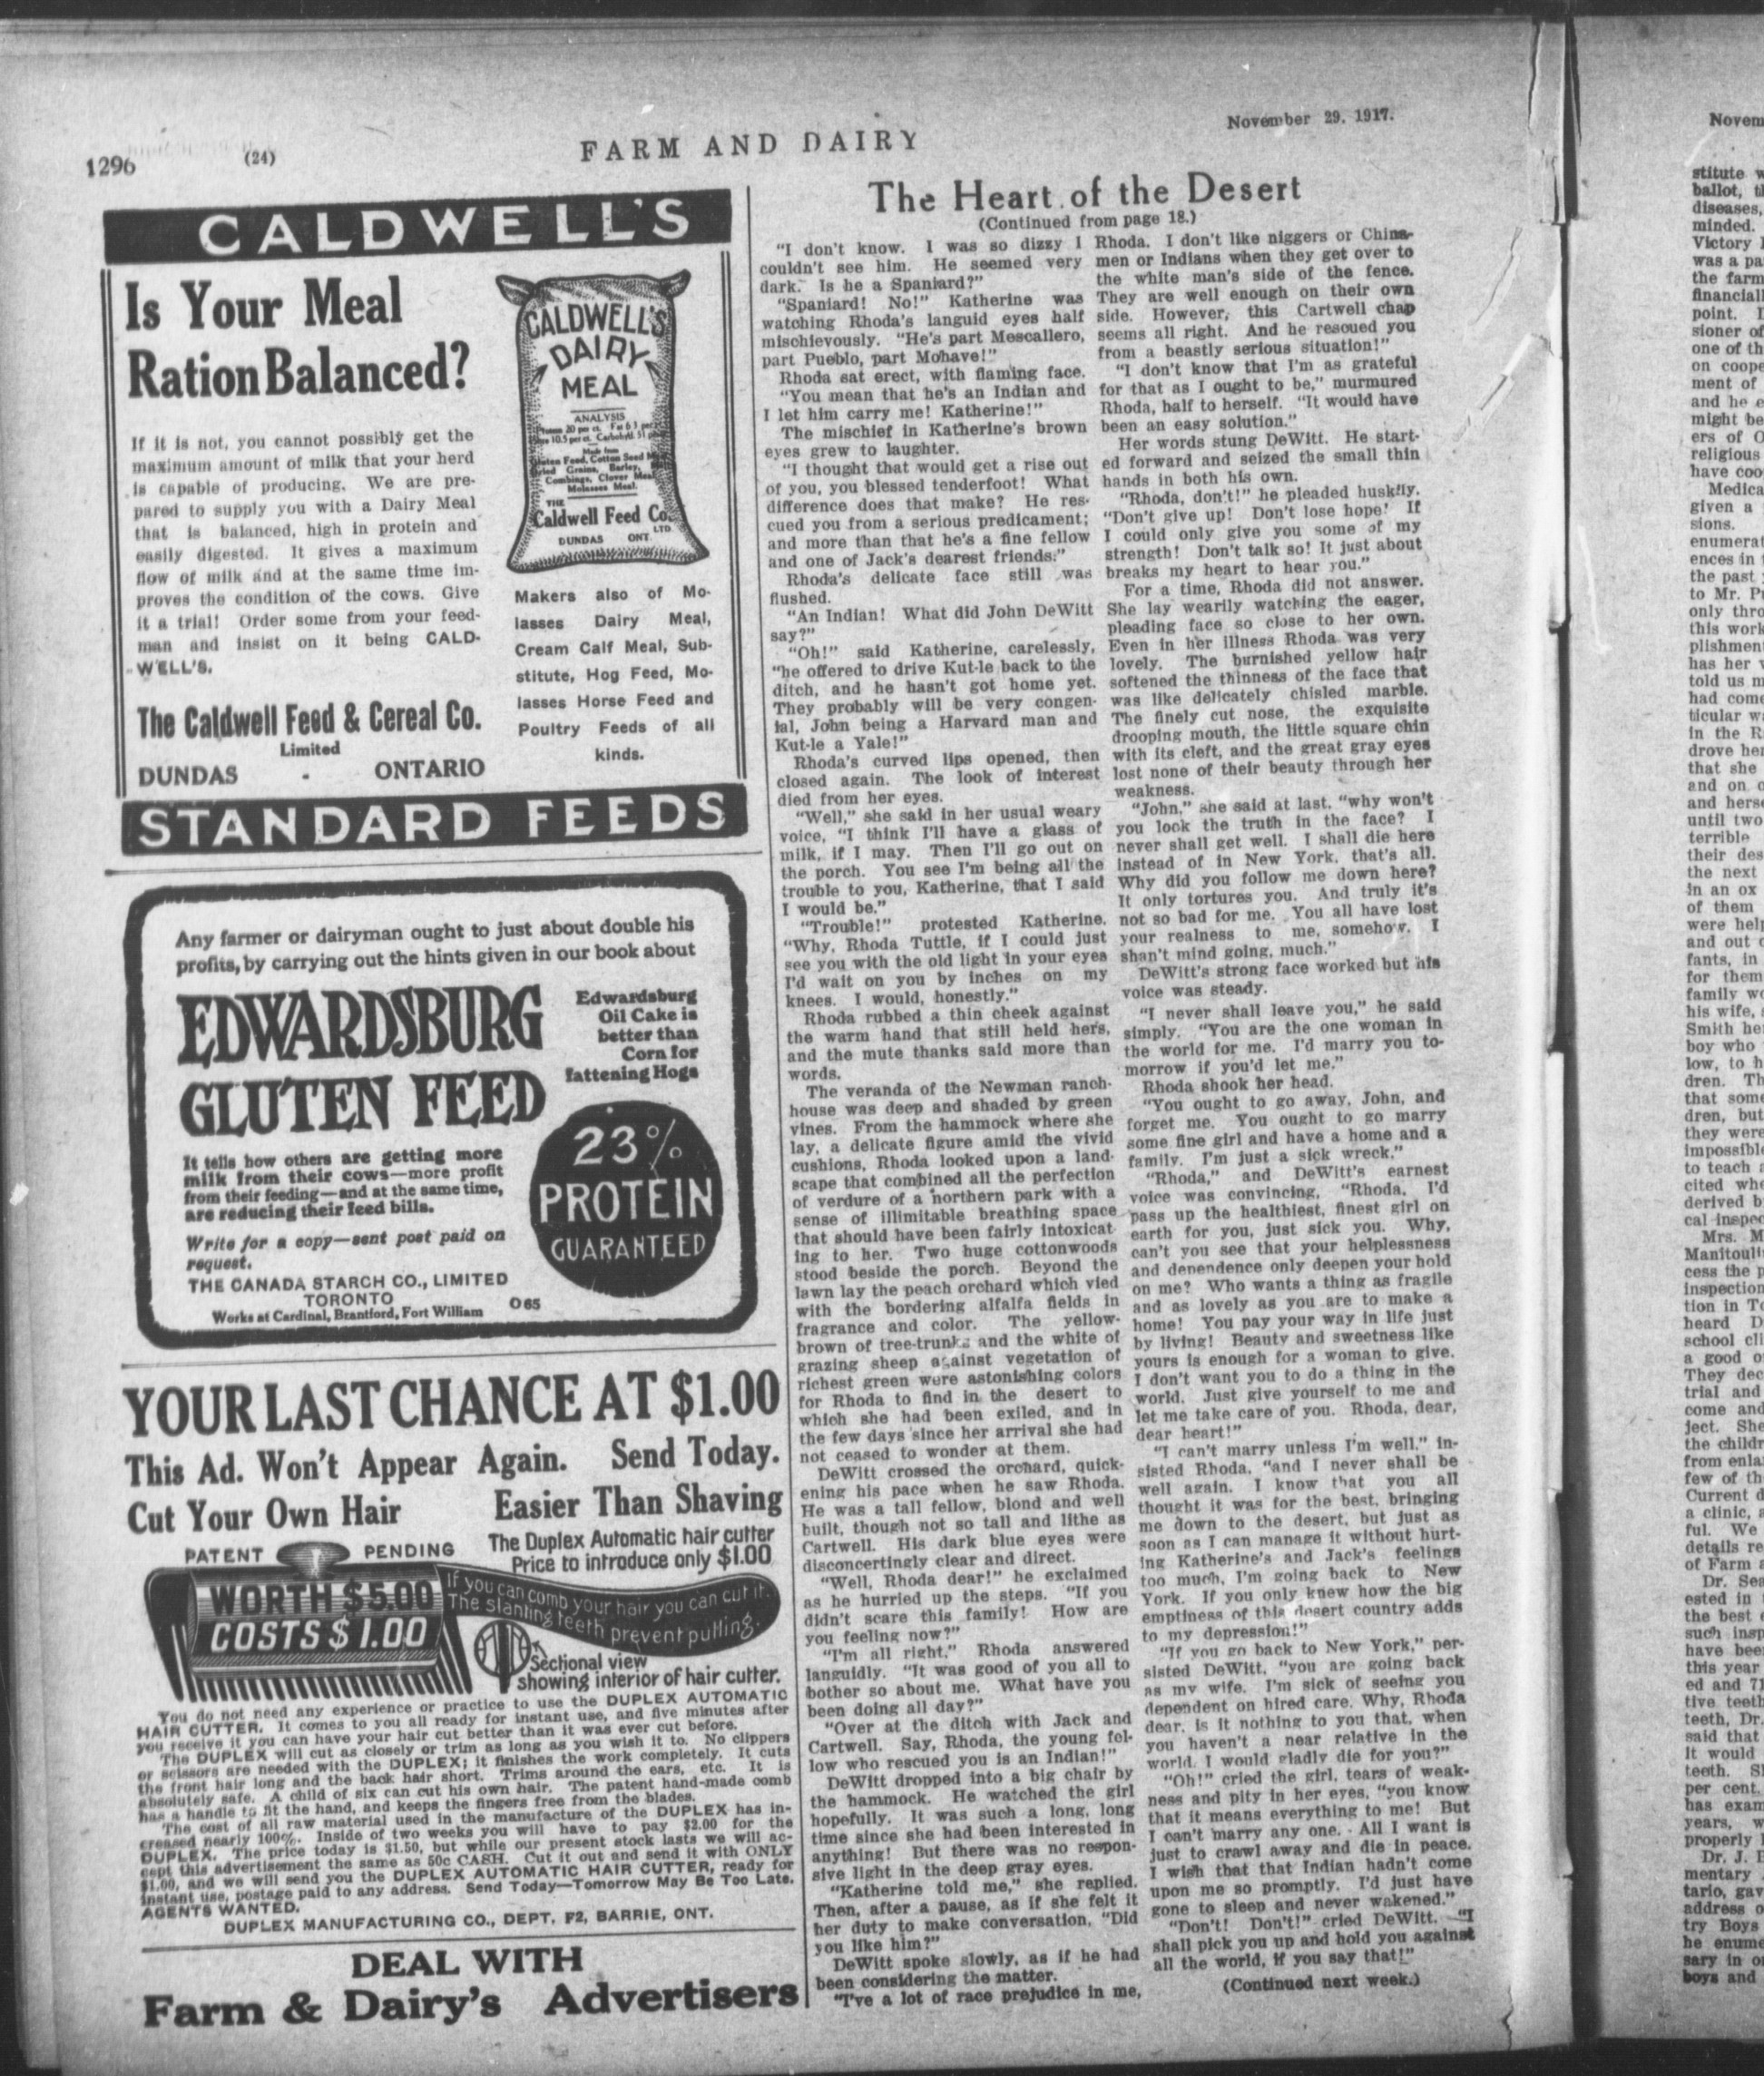 1296
(24)
FARM AND DAIRY
November 29, 1917.
CALDWELL'S
Is Your Meal
Ration Balanced?
If it is not, you cannot possibly get the
maximum amount of milk that your herd
is capable of producing. We are pre-
pared to supply you with a Dairy Meal
that is balanced, high in protein and
easily digested. It gives a maximum
flow of milk and at the same time im-
proves the condition of the cows. Give
it a trial! Order some from your feed-
man and insist on it being CALD-
WELL'S.
The Caldwell Feed & Cereal Co.
Limited
DUNDAS - ONTARIO
CALDWELL'S
DAIRY
MEAL
ANALYSIS
THE
Caldwell Feed Co.
LTD
DUNDAS ONT.
Makers also of Mo-
lasses Dairy Meal,
Cream Calf Meal, Sub-
stitute, Hog Feed, Mo-
lasses Horse Feed and
Poultry Feeds of all
kinds.
STANDARD FEEDS
Any farmer or dairyman ought to just about double his
profits, by carrying out the hints given in our book about
EDWARDSBURG
GLUTEN FEED
Edwardsburg
Oil Cake is
better than
Corn for
fattening Hogs
It tells how others are getting more
milk from their cows—more profit
from their feeding—and at the same time,
are reducing their feed bills.
Write for a copy—sent post paid on
request.
THE CANADA STARCH CO., LIMITED
TORONTO
Works at Cardinal, Brantford, Fort William
O 65
23%
PROTEIN
GUARANTEED
YOUR LAST CHANCE AT $1.00
This Ad. Won't Appear Again. Send Today.
Cut Your Own Hair Easier Than Shaving
The Duplex Automatic hair cutter
Price to introduce only $1.00
PATENT PENDING
WORTH $5.00
COSTS $1.00
If you can comb your hair you can cut it.
The slanting teeth prevent pulling.
Sectional view
showing interior of hair cutter.
You do not need any experience or practice to use the DUPLEX AUTOMATIC
HAIR CUTTER. It comes to you all ready for instant use, and five minutes after
you receive it you can have your hair cut better than it was ever cut before.
The DUPLEX will cut as closely or trim as long as you wish it to. No clippers
or scissors are needed with the DUPLEX; it finishes the work completely. It cuts
the front hair long and the back hair short. Trims around the ears, etc. It is
absolutely safe. A child of six can cut his own hair. The patent hand-made comb
has a handle to fit the hand, and keeps the fingers free from the blades.
The cost of all raw material used in the manufacture of the DUPLEX has in-
creased nearly 100%. Inside of two weeks you will have to pay $2.00 for the
DUPLEX. The price today is $1.50, but while our present stock lasts we will ac-
cept this advertisement the same as 50c CASH. Cut it out and send it with ONLY
$1.00, and we will send you the DUPLEX AUTOMATIC HAIR CUTTER, ready for
instant use, postage paid to any address. Send Today—Tomorrow May Be Too Late.
AGENTS WANTED.
DUPLEX MANUFACTURING CO., DEPT. F2, BARRIE, ONT.
DEAL WITH
Farm & Dairy's Advertisers
The Heart of the Desert
(Continued from page 18.)
"I don't know. I was so dizzy I
couldn't see him. He seemed very
dark. Is he a Spaniard?"
"Spaniard! No!" Katherine was
watching Rhoda's languid eyes half
mischievously. "He's part Mescallero,
part Pueblo, part Mohave!"
Rhoda sat erect, with flaming face.
"You mean that he's an Indian and
I let him carry me! Katherine!"
The mischief in Katherine's brown
eyes grew to laughter.
"I thought that would get a rise out
of you, you blessed tenderfoot! What
difference does that make? He res-
cued you from a serious predicament;
and more than that he's a fine fellow
and one of Jack's dearest friends."
Rhoda's delicate face still was
flushed.
"An Indian! What did John DeWitt
say?"
"Oh!" said Katherine, carelessly,
"he offered to drive Kut-le back to the
ditch, and he hasn't got home yet.
They probably will be very congen-
ial, John being a Harvard man and
Kut-le a Yale!"
Rhoda's curved lips opened, then
closed again. The look of interest
died from her eyes.
"Well," she said in her usual weary
voice, "I think I'll have a glass of
milk, if I may. Then I'll go out on
the porch. You see I'm being all the
trouble to you, Katherine, that I said
I would be."
"Trouble!" protested Katherine.
"Why, Rhoda Tuttle, if I could just
see you with the old light in your eyes
I'd wait on you by inches on my
knees. I would, honestly."
Rhoda rubbed a thin cheek against
the warm hand that still held hers,
and the mute thanks said more than
words.
The veranda of the Newman ranch-
house was deep and shaded by green
vines. From the hammock where she
lay, a delicate figure amid the vivid
cushions, Rhoda looked upon a land-
scape that combined all the perfection
of verdure of a northern park with a
sense of illimitable breathing space
that should have been fairly intoxicat-
ing to her. Two huge cottonwoods
stood beside the porch. Beyond the
lawn lay the peach orchard which vied
with the bordering alfalfa fields in
fragrance and color. The yellow-
brown of tree-trunks and the white of
grazing sheep against vegetation of
richest green were astonishing colors
for Rhoda to find in the desert to
which she had been exiled, and in
the few days since her arrival she had
not ceased to wonder at them.
DeWitt crossed the orchard, quick-
ening his pace when he saw Rhoda.
He was a tall fellow, blond and well
built, though not so tall and lithe as
Cartwell. His dark blue eyes were
disconcertingly clear and direct.
"Well, Rhoda dear!" he exclaimed
as he hurried up the steps. "If you
didn't scare this family! How are
you feeling now?"
"I'm all right," Rhoda answered
languidly. "It was good of you all to
bother so about me. What have you
been doing all day?"
"Over at the ditch with Jack and
Cartwell. Say, Rhoda, the young fel-
low who rescued you is an Indian!"
DeWitt dropped into a big chair by
the hammock. He watched the girl
hopefully. It was such a long, long
time since she had been interested in
anything! But there was no respon-
sive light in the deep gray eyes.
"Katherine told me," she replied.
Then, after a pause, as if she felt it
her duty to make conversation, "Did
you like him?"
DeWitt spoke slowly, as if he had
been considering the matter.
"I've a lot of race prejudice in me,
Rhoda. I don't like niggers or China-
men or Indians when they get over to
the white man's side of the fence.
They are well enough on their own
side. However, this Cartwell chap
seems all right. And he rescued you
from a beastly serious situation!"
"I don't know that I'm as grateful
for that as I ought to be," murmured
Rhoda, half to herself. "It would have
been an easy solution."
Her words stung DeWitt. He start-
ed forward and seized the small thin
hands in both his own.
"Rhoda, don't!" he pleaded huskily.
"Don't give up! Don't lose hope! If
I could only give you some of my
strength! Don't talk so! It just about
breaks my heart to hear you."
For a time, Rhoda did not answer.
She lay wearily watching the eager,
pleading face so close to her own.
Even in her illness Rhoda was very
lovely. The burnished yellow hair
softened the thinness of the face that
was like delicately chisled marble.
The finely cut nose, the exquisite
drooping mouth, the little square chin
with its cleft, and the great gray eyes
lost none of their beauty through her
weakness.
"John," she said at last, "why won't
you look the truth in the face? I
never shall get well. I shall die here
instead of in New York, that's all.
Why did you follow me down here?
It only tortures you. And truly it's
not so bad for me. You all have lost
your realness to me, somehow. I
shan't mind going, much."
DeWitt's strong face worked but his
voice was steady.
"I never shall leave you," he said
simply. "You are the one woman in
the world for me. I'd marry you to-
morrow if you'd let me."
Rhoda shook her head.
"You ought to go away, John, and
forget me. You ought to go marry
some fine girl and have a home and a
family. I'm just a sick wreck."
"Rhoda," and DeWitt's earnest
voice was convincing, "Rhoda, I'd
pass up the healthiest, finest girl on
earth for you, just sick you. Why,
can't you see that your helplessness
and dependence only deepen your hold
on me? Who wants a thing as fragile
and as lovely as you are to make a
home! You pay your way in life just
by living! Beauty and sweetness like
yours is enough for a woman to give.
I don't want you to do a thing in the
world. Just give yourself to me and
let me take care of you. Rhoda, dear,
dear heart!"
"I can't marry unless I'm well," in-
sisted Rhoda, "and I never shall be
well again. I know that you all
thought it was for the best, bringing
me down to the desert, but just as
soon as I can manage it without hurt-
ing Katherine's and Jack's feelings
too much, I'm going back to New
York. If you only knew how the big
emptiness of this desert country adds
to my depression!"
"If you go back to New York," per-
sisted DeWitt, "you are going back
as my wife. I'm sick of seeing you
dependent on hired care. Why, Rhoda
dear, is it nothing to you that, when
you haven't a near relative in the
world, I would gladly die for you?"
"Oh!" cried the girl, tears of weak-
ness and pity in her eyes, "you know
that it means everything to me! But
I can't marry any one. All I want is
just to crawl away and die in peace.
I wish that that Indian hadn't come
upon me so promptly. I'd just have
gone to sleep and never wakened."
"Don't! Don't!" cried DeWitt. "I
shall pick you up and hold you against
all the world, if you say that!"
(Continued next week.)